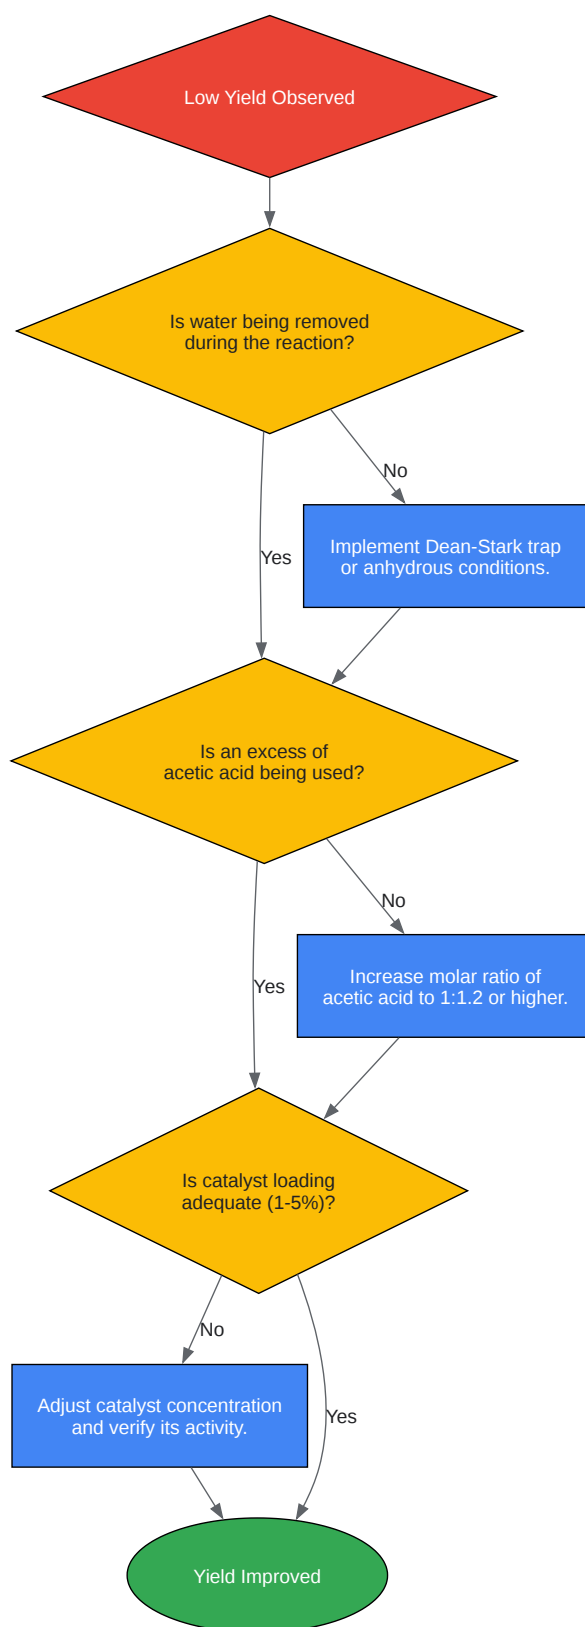 Low Yield Observed
Is water being removed
during the reaction?
No
Implement Dean-Stark trap
or anhydrous conditions.
Yes
Is an excess of
acetic acid being used?
No
Increase molar ratio of
acetic acid to 1:1.2 or higher.
Yes
Is catalyst loading
adequate (1-5%)?
No
Adjust catalyst concentration
and verify its activity.
Yes
Yield Improved